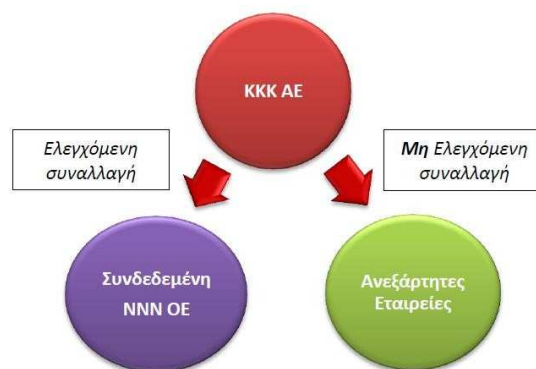 ΚΚΚ ΑΕ
Ελεγχόμενη
συναλλαγή
Μη Ελεγχόμενη
συναλλαγή
Συνδεδεμένη
ΝΝΝ ΟΕ
Ανεξάρτητες
Εταιρείες